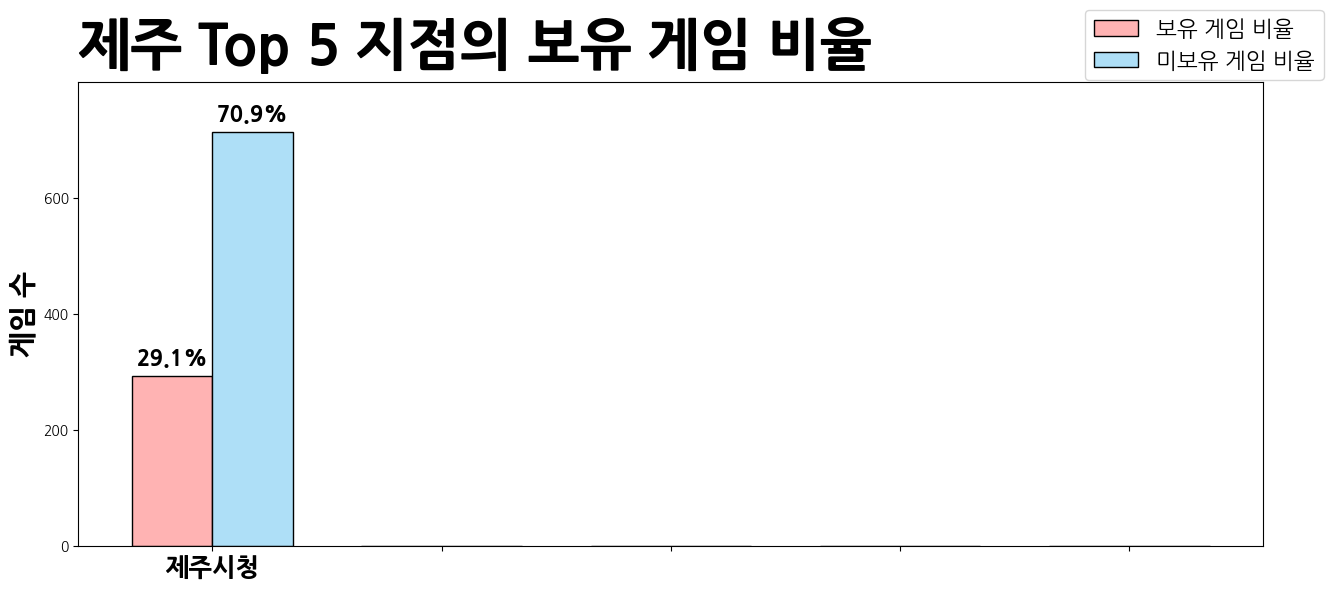 제주 Top 5 지점의 보유 게임 비율
보유 게임 비율
미보유 게임 비율
70.9%
29.1%
게임 수
600
400
200
0
제주시청